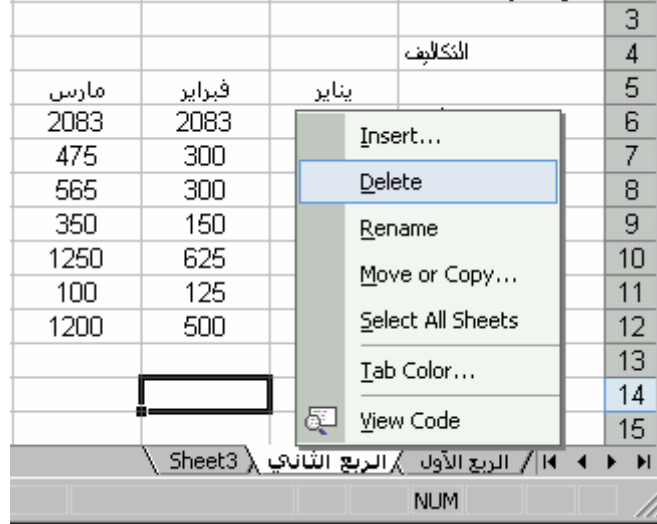 3
التكاليف 4
يناير فبراير مارس 5
2083 2083 6
300 475 7
300 565 8
150 350 9
625 1250 10
125 100 11
500 1200 12
13
14
15
Insert...
Delete
Rename
Move or Copy...
Select All Sheets
Tab Color...
View Code
الربع الأول الربع الثاني Sheet3
NUM